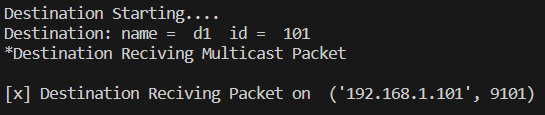 Destination Starting....
Destination: name =  d1  id =  101
*Destination Reciving Multicast Packet
[x] Destination Reciving Packet on  ('192.168.1.101', 9101)